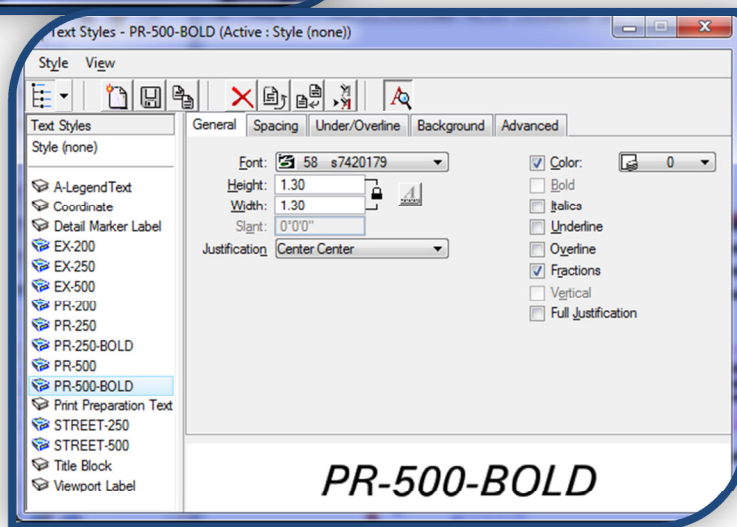 Text Styles - PR-500-BOLD (Active : Style (none))
Style View
Text Styles
Style (none)
A-LegendText
Coordinate
Detail Marker Label
EX-200
EX-250
EX-500
PR-200
PR-250
PR-250-BOLD
PR-500
PR-500-BOLD
Print Preparation Text
STREET-250
STREET-500
Title Block
Viewport Label
General Spacing Under/Overline Background Advanced
Font: 58 s7420179
Height: 1.30
Width: 1.30
Slant: 0°0'0"
Justification Center Center
Color: 0
Bold
Italics
Underline
Overline
Fractions
Vertical
Full Justification
PR-500-BOLD